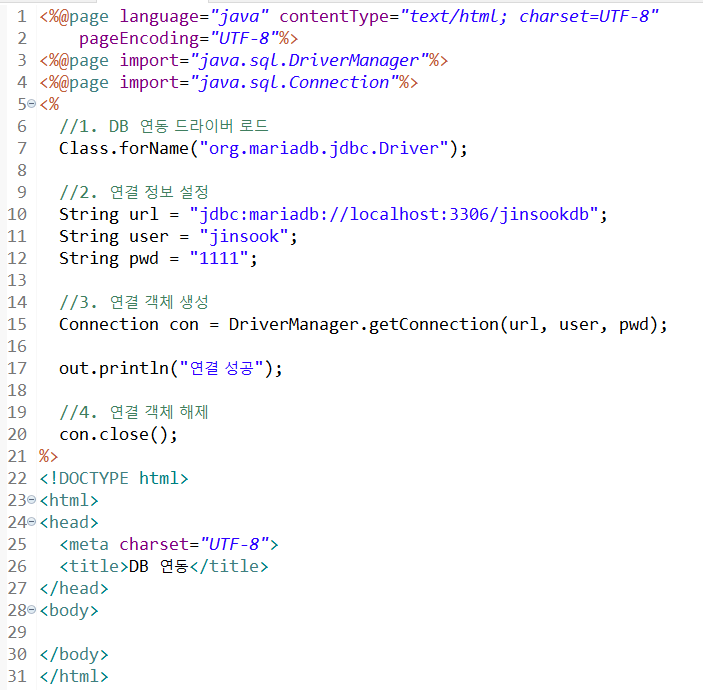 1 <%@page language="java" contentType="text/html; charset=UTF-8"
2     pageEncoding="UTF-8"%>
3 <%@page import="java.sql.DriverManager"%>
4 <%@page import="java.sql.Connection"%>
5 <%
6   //1. DB 연동 드라이버 로드
7   Class.forName("org.mariadb.jdbc.Driver");
8
9   //2. 연결 정보 설정
10   String url = "jdbc:mariadb://localhost:3306/jinsookdb";
11   String user = "jinsook";
12   String pwd = "1111";
13
14   //3. 연결 객체 생성
15   Connection con = DriverManager.getConnection(url, user, pwd);
16
17   out.println("연결 성공");
18
19   //4. 연결 객체 해제
20   con.close();
21 %>
22 <!DOCTYPE html>
23 <html>
24 <head>
25   <meta charset="UTF-8">
26   <title>DB 연동</title>
27 </head>
28 <body>
29
30 </body>
31 </html>